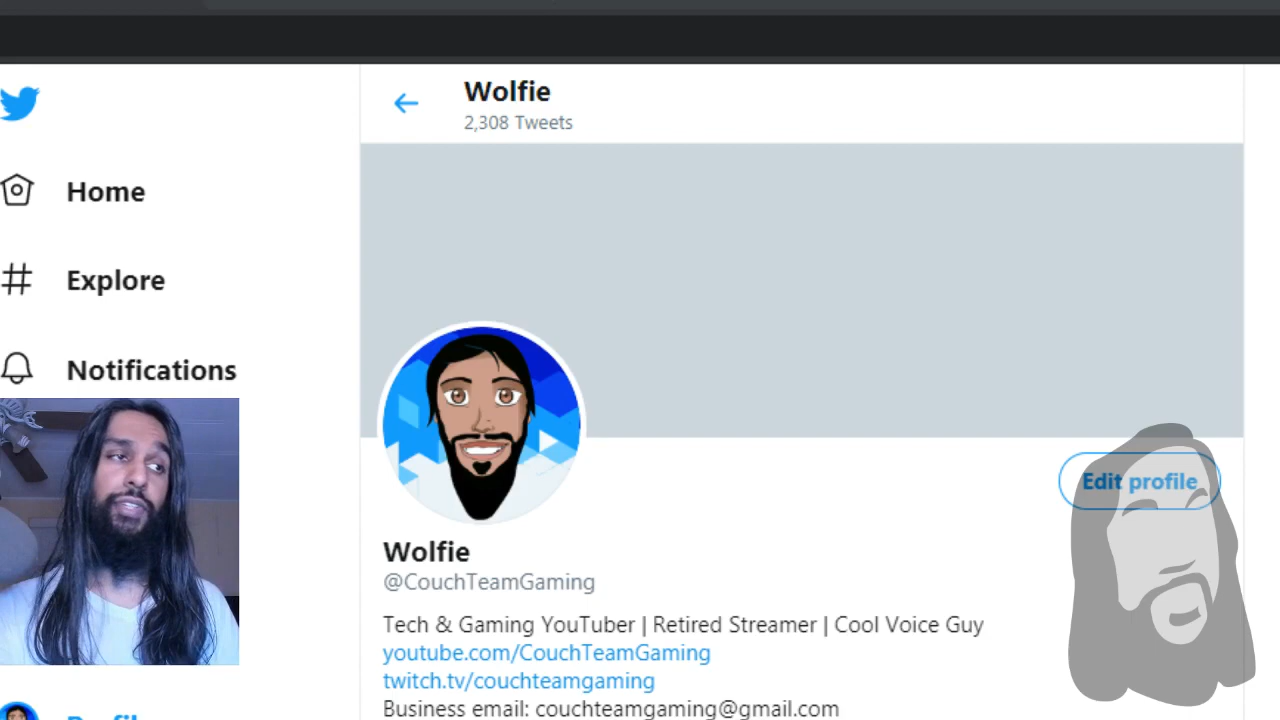 Wolfie
2,308 Tweets
Home
Explore
Notifications
Edit profile
Wolfie
@CouchTeamGaming
Tech & Gaming YouTuber | Retired Streamer | Cool Voice Guy
youtube.com/CouchTeamGaming
twitch.tv/couchteamgaming
Business email: couchteamgaming@gmail.com